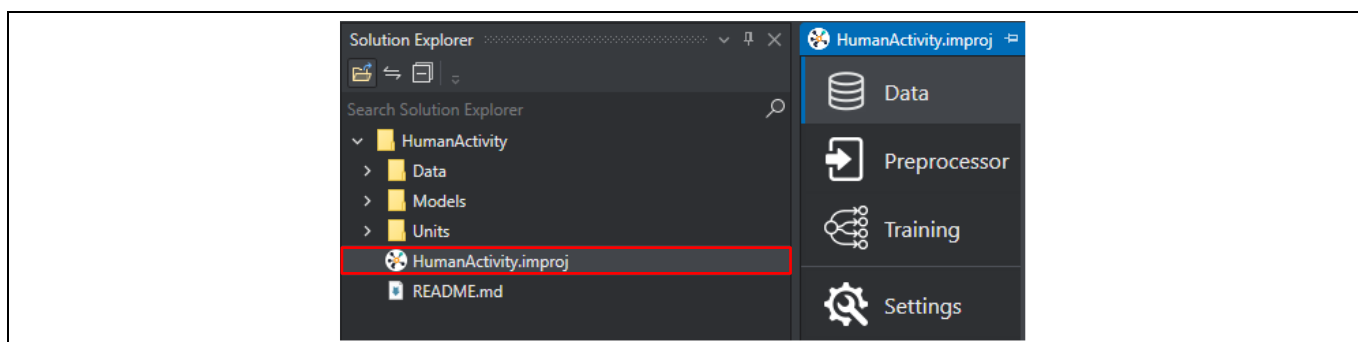 Solution Explorer
Search Solution Explorer
HumanActivity
Data
Models
Units
HumanActivity.improj
README.md
HumanActivity.improj
Data
Preprocessor
Training
Settings